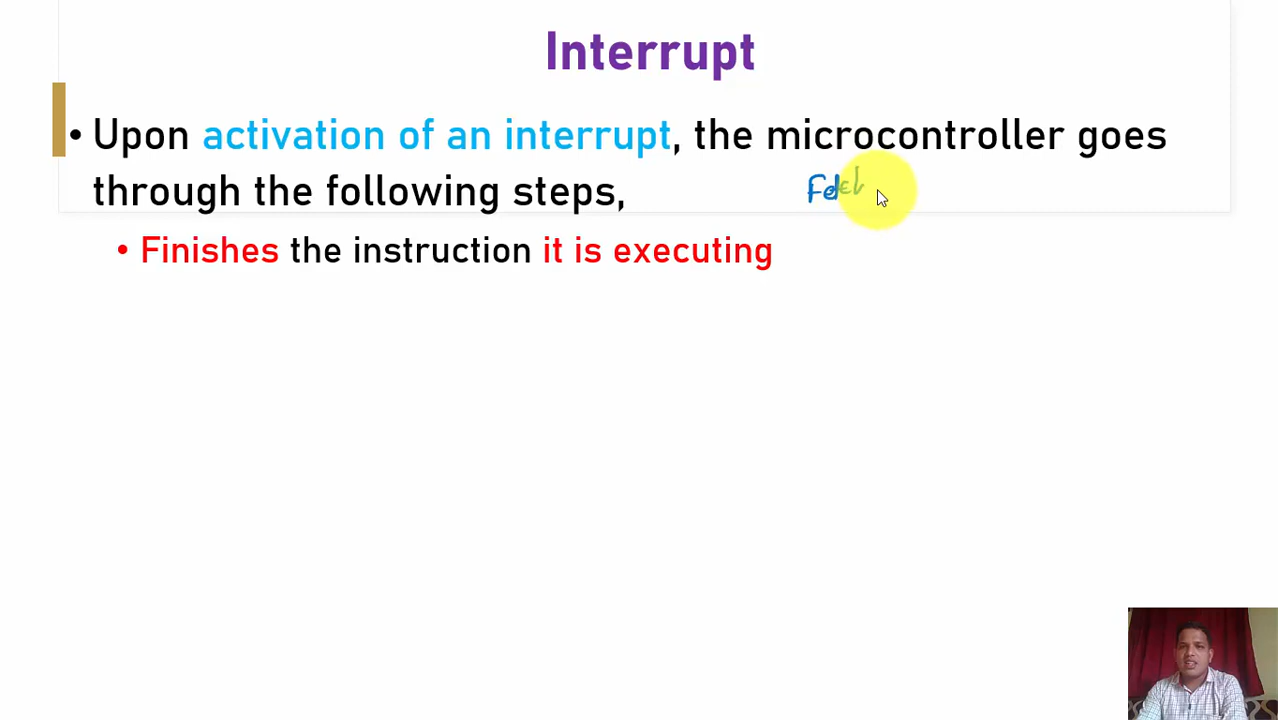 Interrupt
• Upon activation of an interrupt, the microcontroller goes
through the following steps,
• Finishes the instruction it is executing